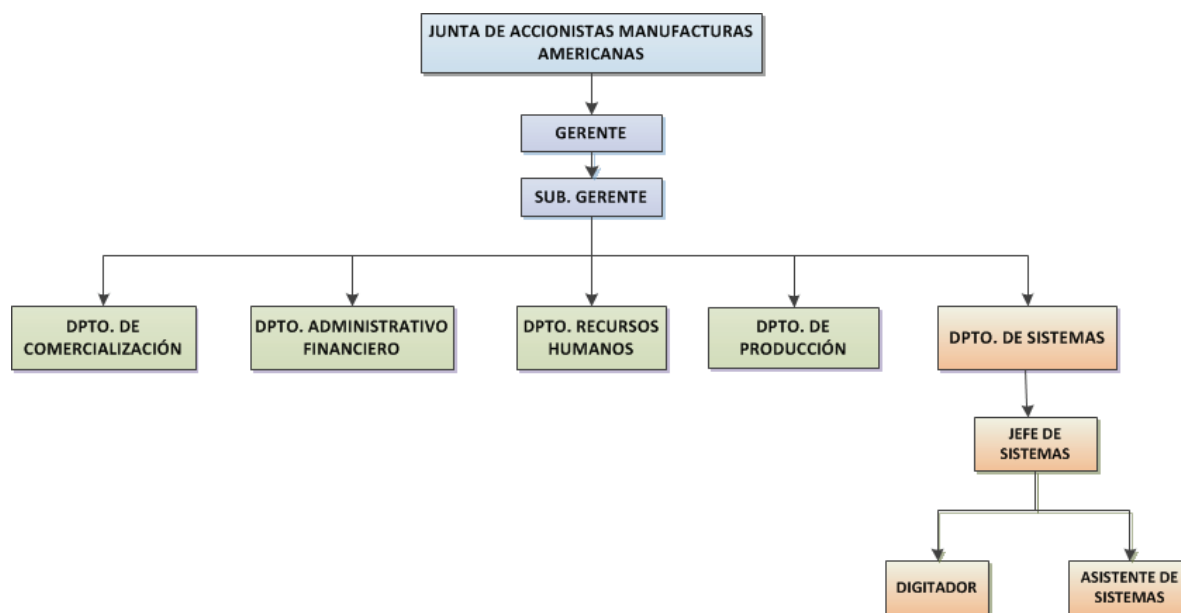 JUNTA DE ACCIONISTAS MANUFACTURAS
AMERICANAS
GERENTE
SUB. GERENTE
DPTO. DE
COMERCIALIZACIÓN
DPTO. ADMINISTRATIVO
FINANCIERO
DPTO. RECURSOS
HUMANOS
DPTO. DE
PRODUCCIÓN
DPTO. DE SISTEMAS
JEFE DE
SISTEMAS
DIGITADOR
ASISTENTE DE
SISTEMAS